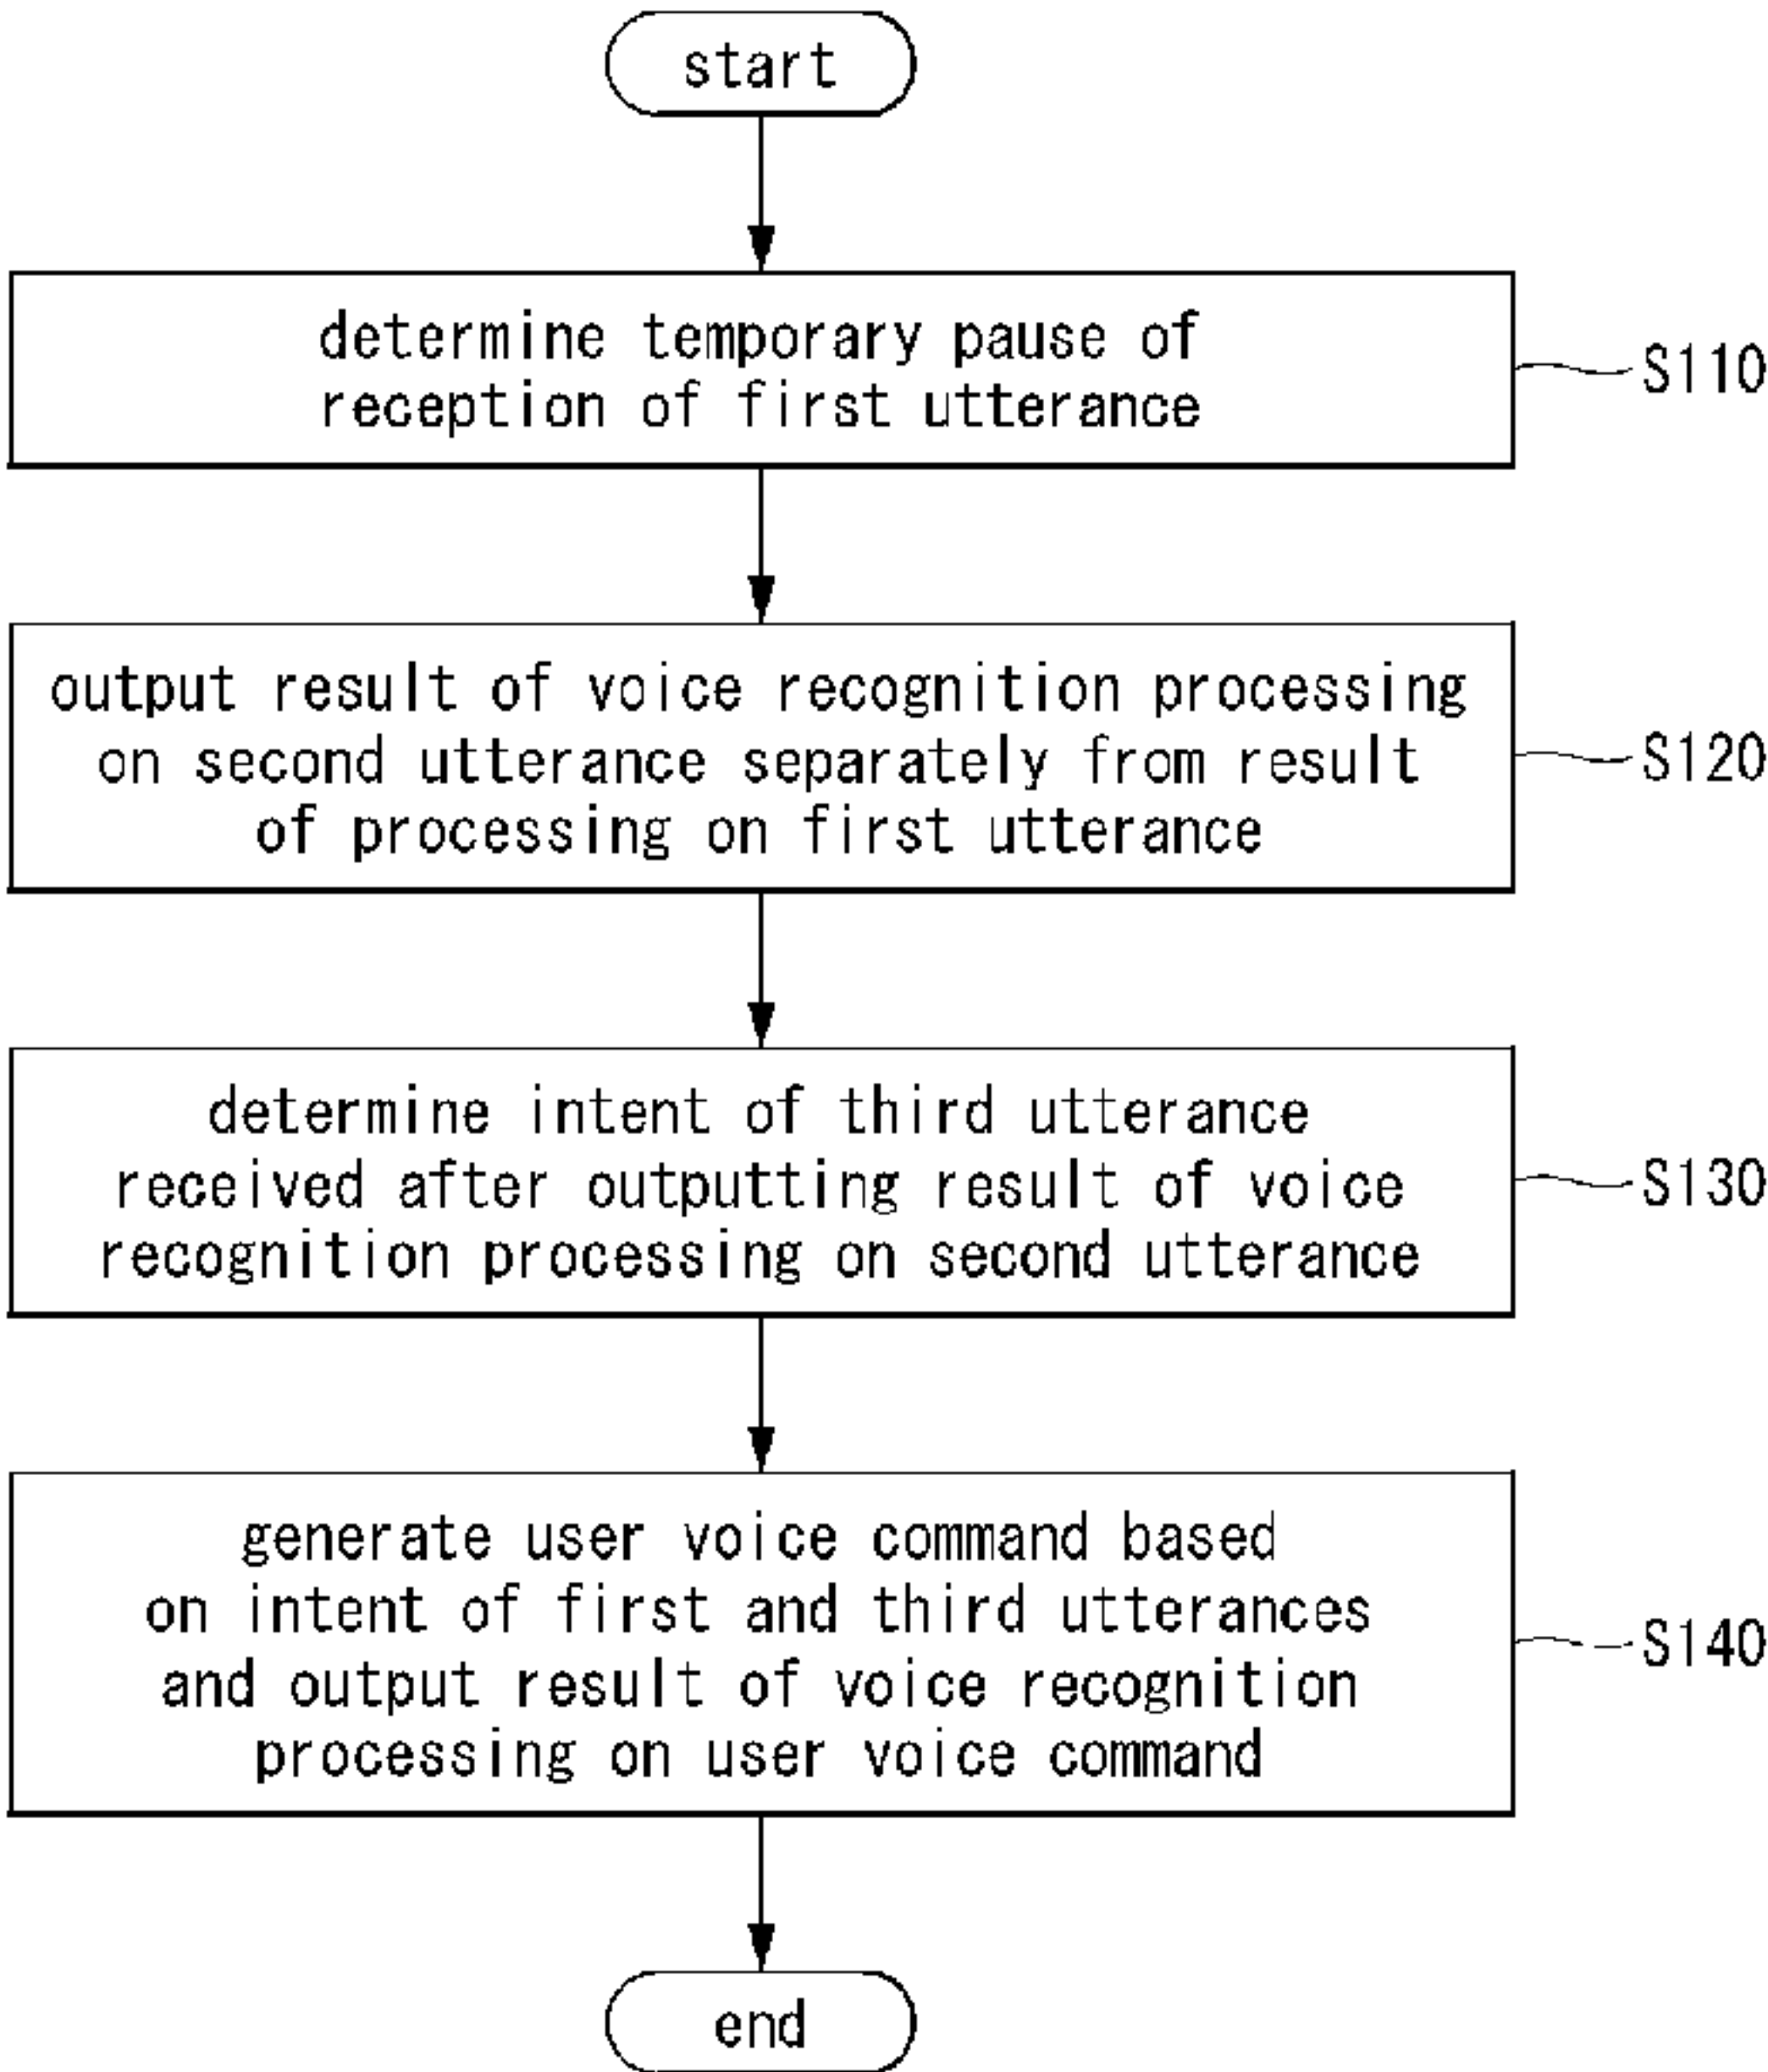 start
determine temporary pause of
reception of first utterance
S110
output result of voice recognition processing
on second utterance separately from result
of processing on first utterance
S120
determine intent of third utterance
received after outputting result of voice
recognition processing on second utterance
S130
generate user voice command based
on intent of first and third utterances
and output result of voice recognition
processing on user voice command
S140
end